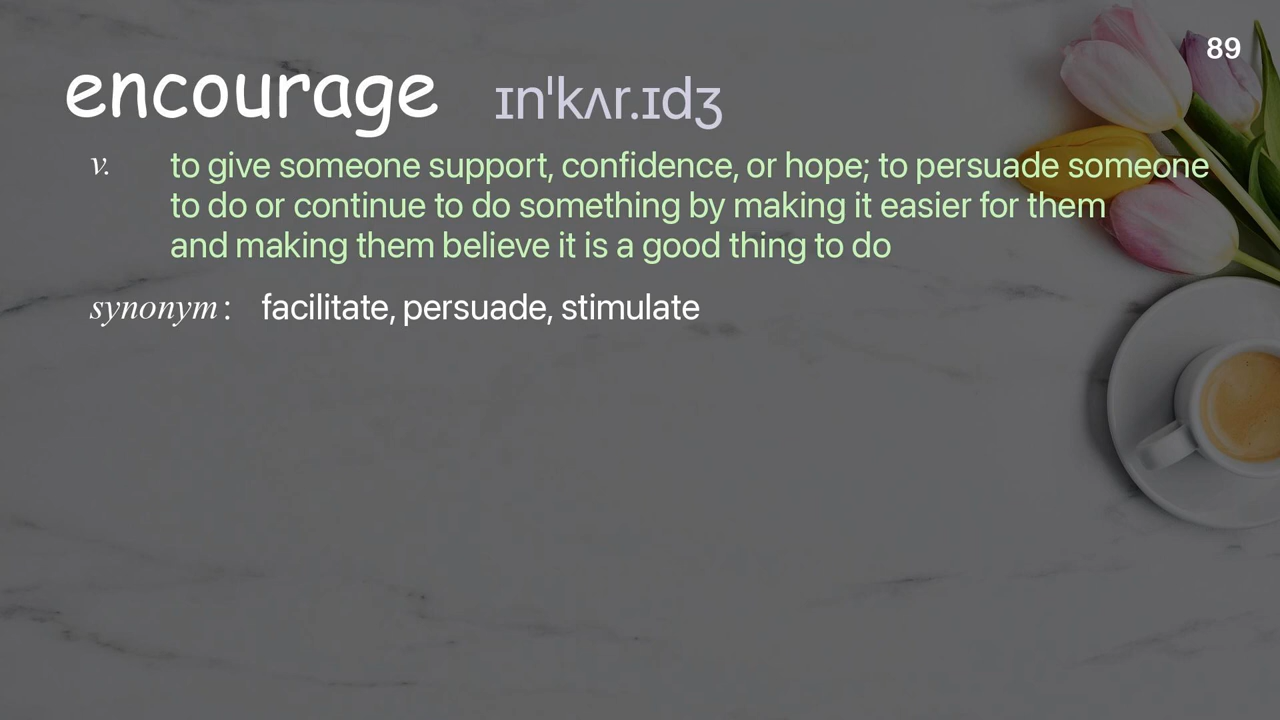 89
encourage ɪnˈkʌr.ɪdʒ
v. to give someone support, confidence, or hope; to persuade someone
to do or continue to do something by making it easier for them
and making them believe it is a good thing to do
synonym: facilitate, persuade, stimulate